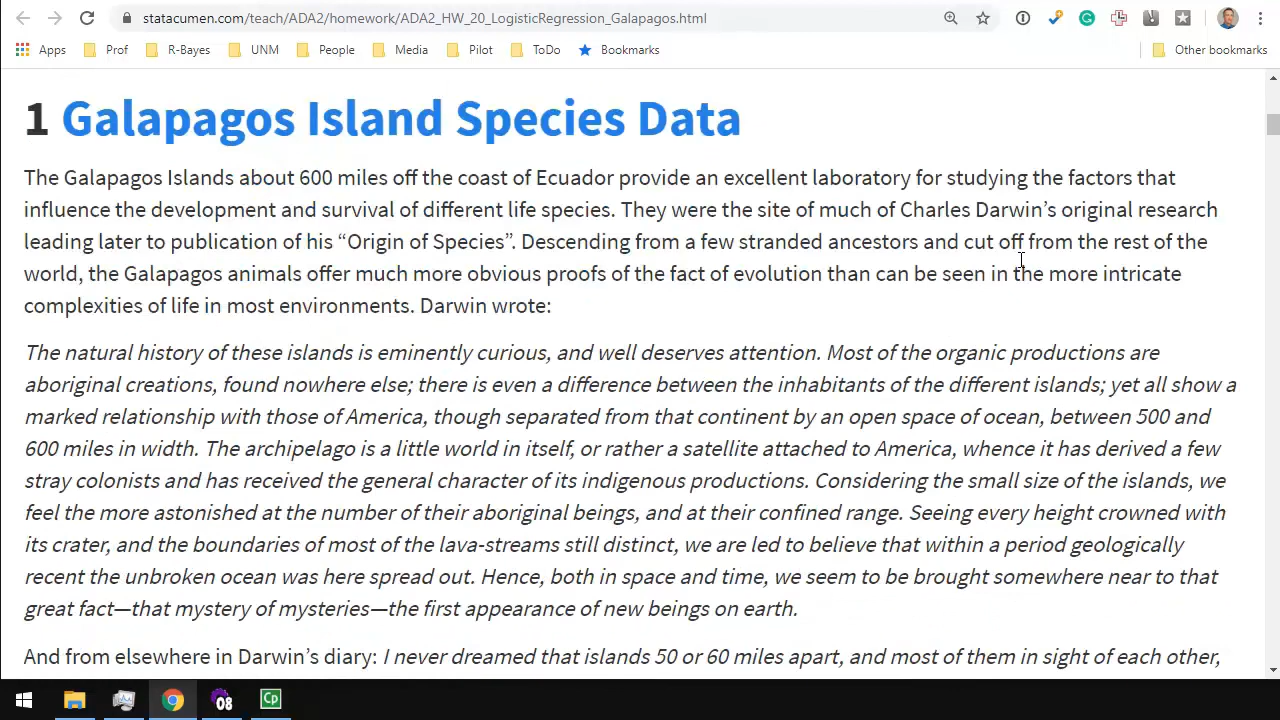 statacumen.com/teach/ADA2/homework/ADA2_HW_20_LogisticRegression_Galapagos.html
Apps Prof R-Bayes UNM People Media Pilot ToDo Bookmarks Other bookmarks
1 Galapagos Island Species Data
The Galapagos Islands about 600 miles off the coast of Ecuador provide an excellent laboratory for studying the factors that
influence the development and survival of different life species. They were the site of much of Charles Darwin’s original research
leading later to publication of his “Origin of Species”. Descending from a few stranded ancestors and cut off from the rest of the
world, the Galapagos animals offer much more obvious proofs of the fact of evolution than can be seen in the more intricate
complexities of life in most environments. Darwin wrote:
The natural history of these islands is eminently curious, and well deserves attention. Most of the organic productions are
aboriginal creations, found nowhere else; there is even a difference between the inhabitants of the different islands; yet all show a
marked relationship with those of America, though separated from that continent by an open space of ocean, between 500 and
600 miles in width. The archipelago is a little world in itself, or rather a satellite attached to America, whence it has derived a few
stray colonists and has received the general character of its indigenous productions. Considering the small size of the islands, we
feel the more astonished at the number of their aboriginal beings, and at their confined range. Seeing every height crowned with
its crater, and the boundaries of most of the lava-streams still distinct, we are led to believe that within a period geologically
recent the unbroken ocean was here spread out. Hence, both in space and time, we seem to be brought somewhere near to that
great fact—that mystery of mysteries—the first appearance of new beings on earth.
And from elsewhere in Darwin’s diary: I never dreamed that islands 50 or 60 miles apart, and most of them in sight of each other,
08 Cp